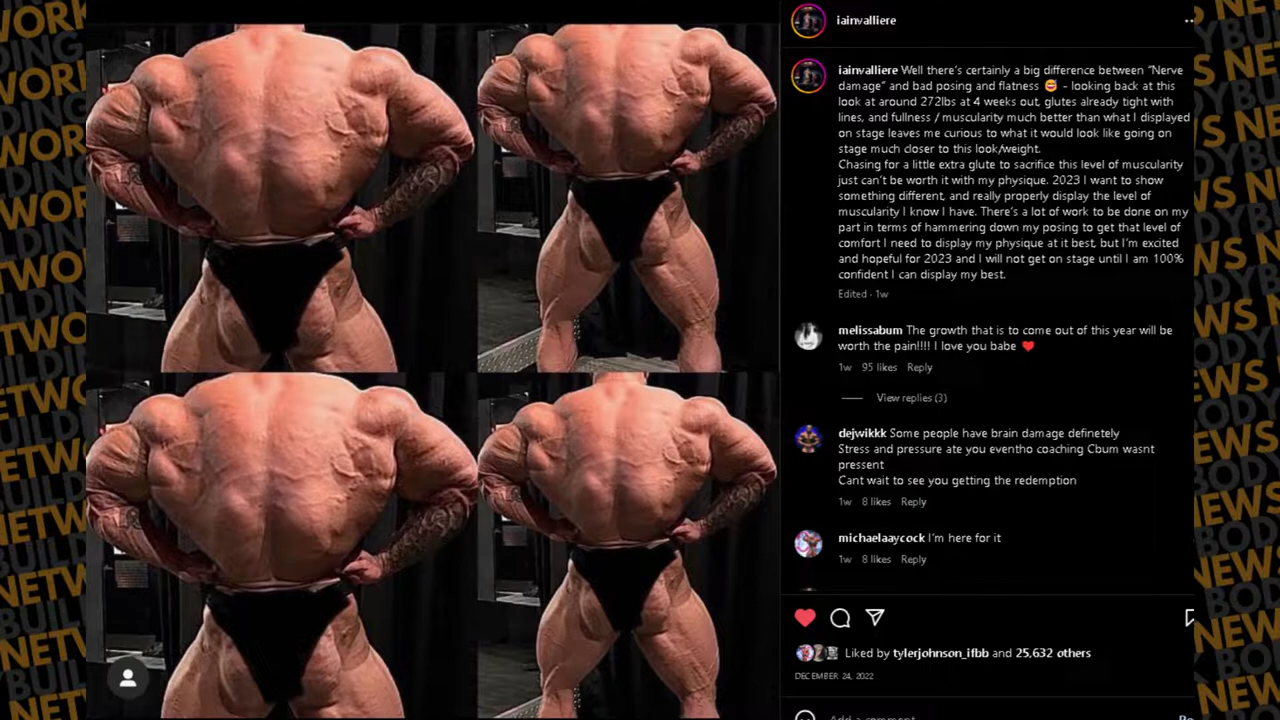 iainvalliere
iainvalliere Well there's certainly a big difference between "Nerve
damage" and bad posing and flatness 😅 - looking back at this
look at around 272lbs at 4 weeks out, glutes already tight with
lines, and fullness / muscularity much better than what I displayed
on stage leaves me curious to what it would look like going on
stage much closer to this look/weight.
Chasing for a little extra glute to sacrifice this level of muscularity
just can't be worth it with my physique. 2023 I want to show
something different, and really properly display the level of
muscularity I know I have. There's a lot of work to be done on my
part in terms of hammering down my posing to get that level of
comfort I need to display my physique at it best, but I'm excited
and hopeful for 2023 and I will not get on stage until I am 100%
confident I can display my best.
Edited · 1w
melissabum The growth that is to come out of this year will be
worth the pain!!!! I love you babe ♥
1w 95 likes Reply
View replies (3)
dejwikkk Some people have brain damage definetely
Stress and pressure ate you eventho coaching Cbum wasnt
pressent
Cant wait to see you getting the redemption
1w 8 likes Reply
michaelaaycock I'm here for it
1w 8 likes Reply
Liked by tylerjohnson_ifbb and 25,632 others
DECEMBER 24, 2022
Add a comment...